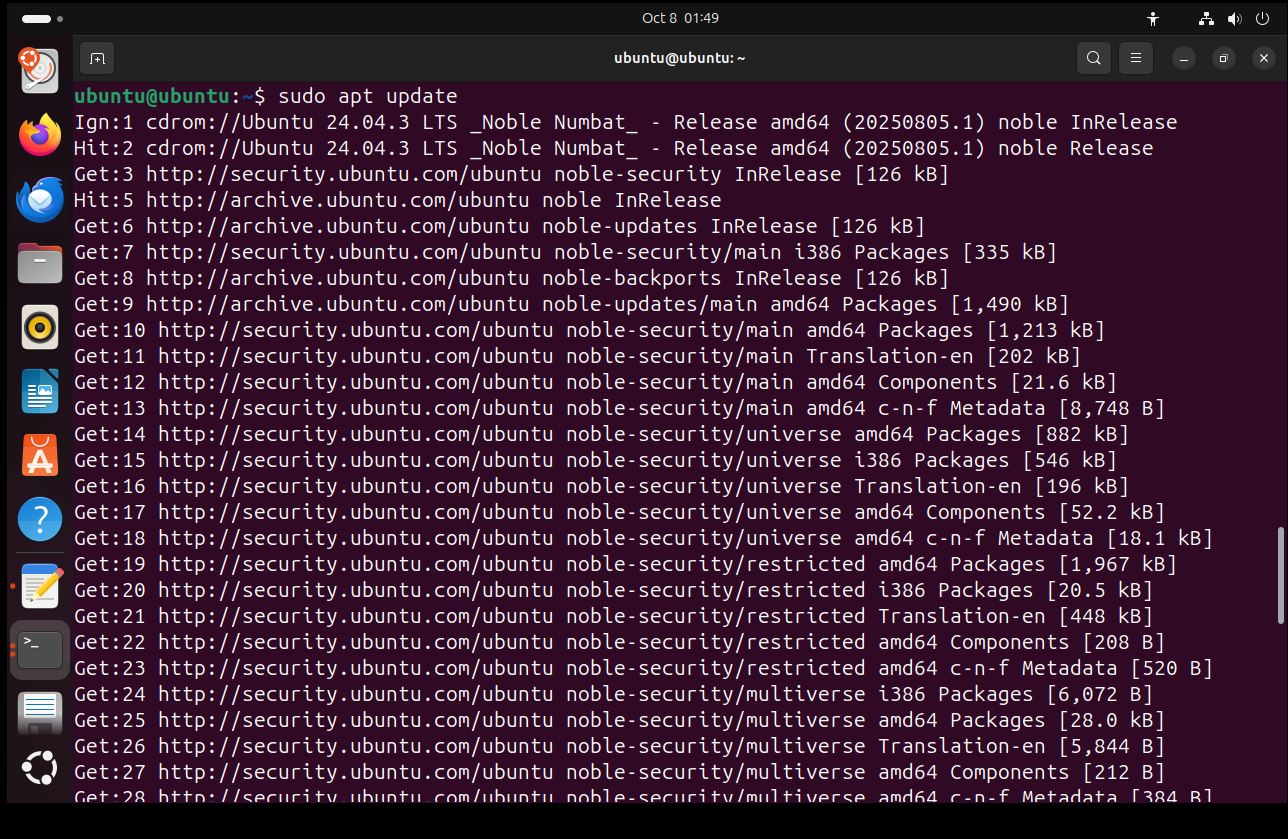 Oct 8 01:49
ubuntu@ubuntu: ~
ubuntu@ubuntu:~$ sudo apt update
Ign:1 cdrom://Ubuntu 24.04.3 LTS _Noble Numbat_ - Release amd64 (20250805.1) noble InRelease
Hit:2 cdrom://Ubuntu 24.04.3 LTS _Noble Numbat_ - Release amd64 (20250805.1) noble Release
Get:3 http://security.ubuntu.com/ubuntu noble-security InRelease [126 kB]
Hit:5 http://archive.ubuntu.com/ubuntu noble InRelease
Get:6 http://archive.ubuntu.com/ubuntu noble-updates InRelease [126 kB]
Get:7 http://security.ubuntu.com/ubuntu noble-security/main i386 Packages [335 kB]
Get:8 http://archive.ubuntu.com/ubuntu noble-backports InRelease [126 kB]
Get:9 http://archive.ubuntu.com/ubuntu noble-updates/main amd64 Packages [1,490 kB]
Get:10 http://security.ubuntu.com/ubuntu noble-security/main amd64 Packages [1,213 kB]
Get:11 http://security.ubuntu.com/ubuntu noble-security/main Translation-en [202 kB]
Get:12 http://security.ubuntu.com/ubuntu noble-security/main amd64 Components [21.6 kB]
Get:13 http://security.ubuntu.com/ubuntu noble-security/main amd64 c-n-f Metadata [8,748 B]
Get:14 http://security.ubuntu.com/ubuntu noble-security/universe amd64 Packages [882 kB]
Get:15 http://security.ubuntu.com/ubuntu noble-security/universe i386 Packages [546 kB]
Get:16 http://security.ubuntu.com/ubuntu noble-security/universe Translation-en [196 kB]
Get:17 http://security.ubuntu.com/ubuntu noble-security/universe amd64 Components [52.2 kB]
Get:18 http://security.ubuntu.com/ubuntu noble-security/universe amd64 c-n-f Metadata [18.1 kB]
Get:19 http://security.ubuntu.com/ubuntu noble-security/restricted amd64 Packages [1,967 kB]
Get:20 http://security.ubuntu.com/ubuntu noble-security/restricted i386 Packages [20.5 kB]
Get:21 http://security.ubuntu.com/ubuntu noble-security/restricted Translation-en [448 kB]
Get:22 http://security.ubuntu.com/ubuntu noble-security/restricted amd64 Components [208 B]
Get:23 http://security.ubuntu.com/ubuntu noble-security/restricted amd64 c-n-f Metadata [520 B]
Get:24 http://security.ubuntu.com/ubuntu noble-security/multiverse i386 Packages [6,072 B]
Get:25 http://security.ubuntu.com/ubuntu noble-security/multiverse amd64 Packages [28.0 kB]
Get:26 http://security.ubuntu.com/ubuntu noble-security/multiverse Translation-en [5,844 B]
Get:27 http://security.ubuntu.com/ubuntu noble-security/multiverse amd64 Components [212 B]
Get:28 http://security.ubuntu.com/ubuntu noble-security/multiverse amd64 c-n-f Metadata [384 B]